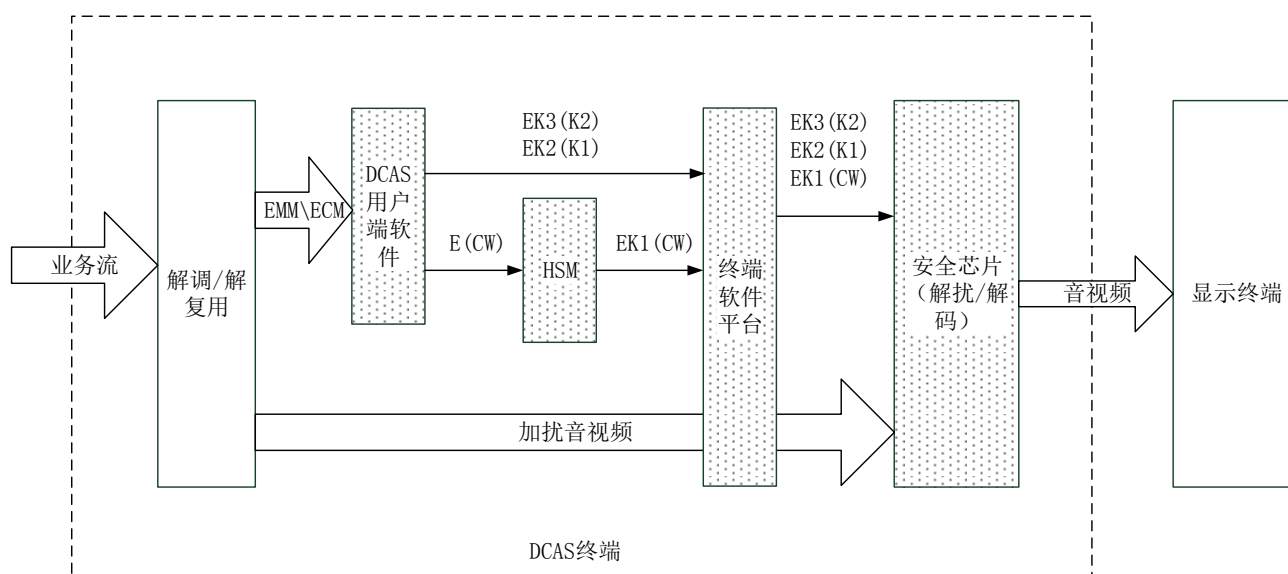 业务流
解调/解
复用
EMM\ECM
DCAS
用户
端软
件
EK3(K2)
EK2(K1)
E(CW)
HSM
EK1(CW)
终端
软件
平台
EK3(K2)
EK2(K1)
EK1(CW)
安全芯片
（解扰/解
码）
音视频
显示终端
加扰音视频
DCAS终端